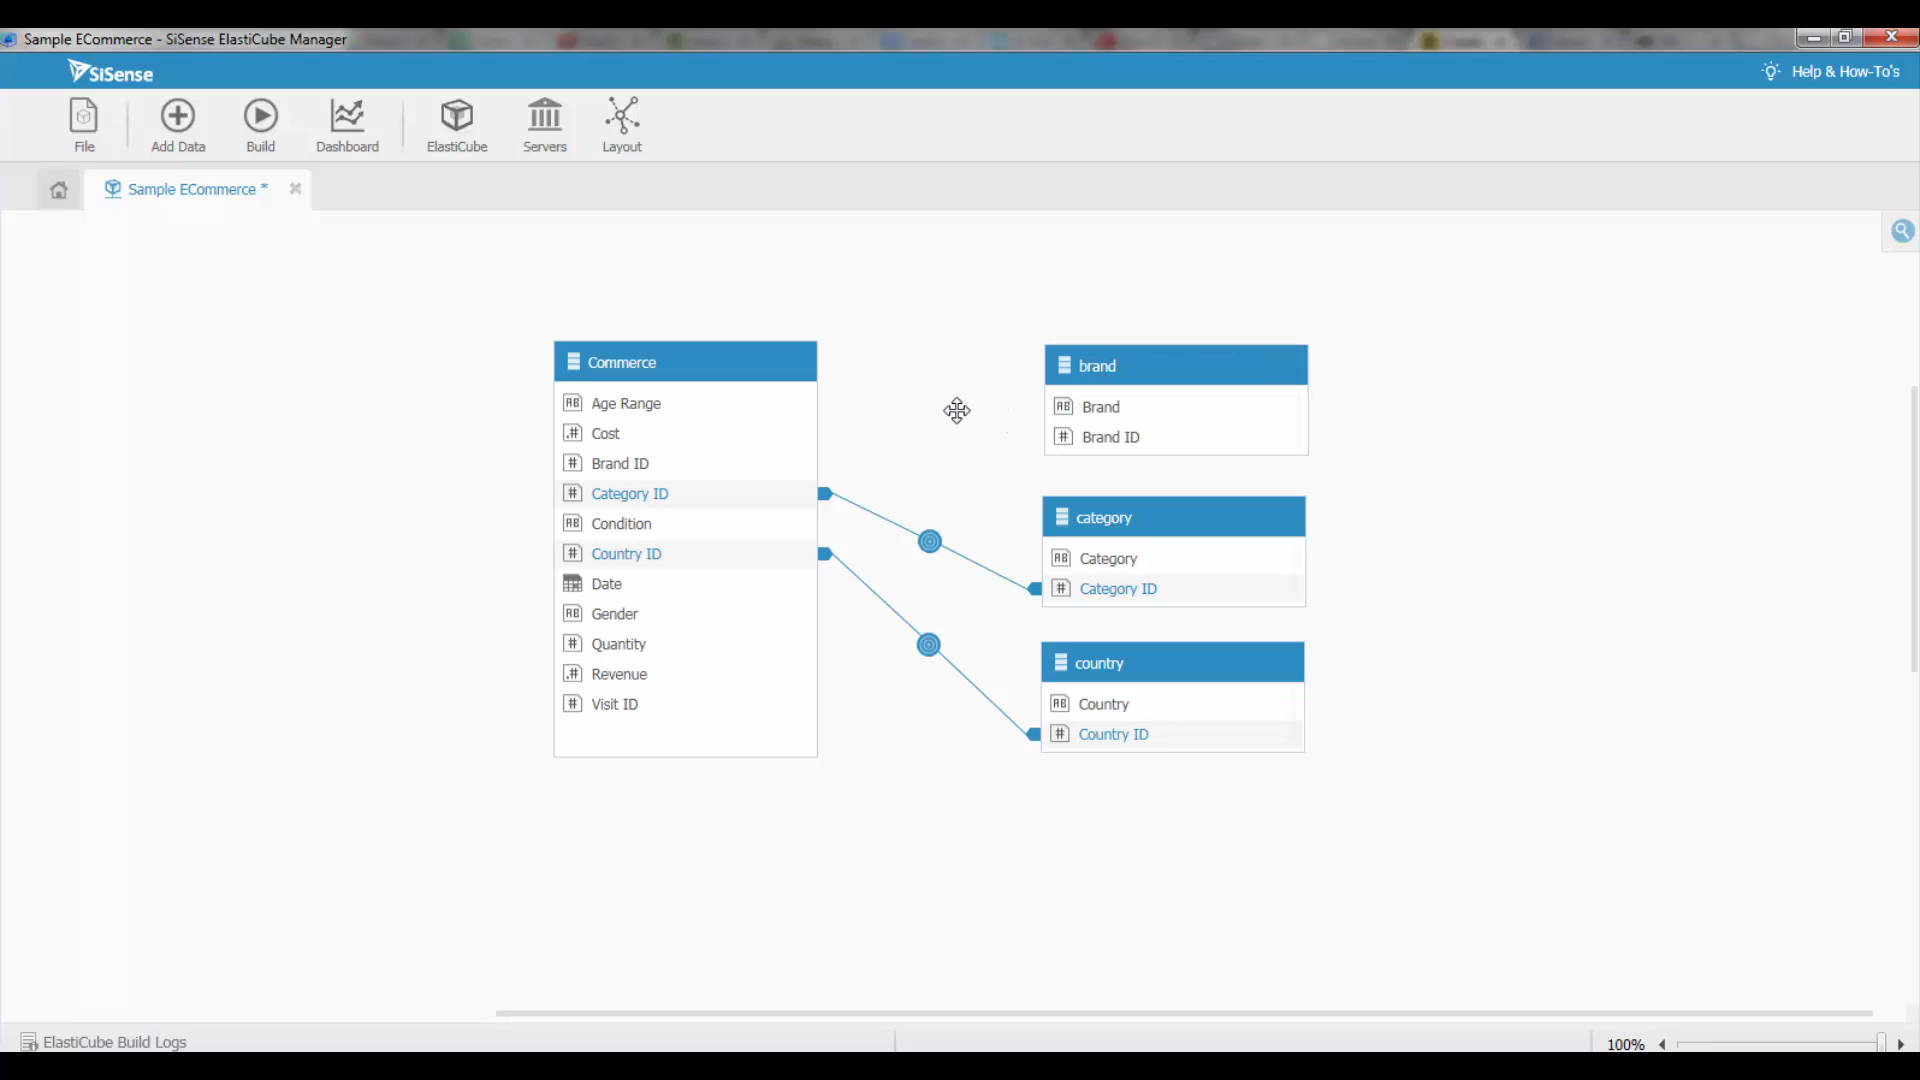 Sample ECommerce - SiSense ElastiCube Manager
SiSense
Help & How-To's
File
Add Data
Build
Dashboard
ElastiCube
Servers
Layout
Sample ECommerce *
Commerce
Age Range
Cost
Brand ID
Category ID
Condition
Country ID
Date
Gender
Quantity
Revenue
Visit ID
brand
Brand
Brand ID
category
Category
Category ID
country
Country
Country ID
ElastiCube Build Logs
100%